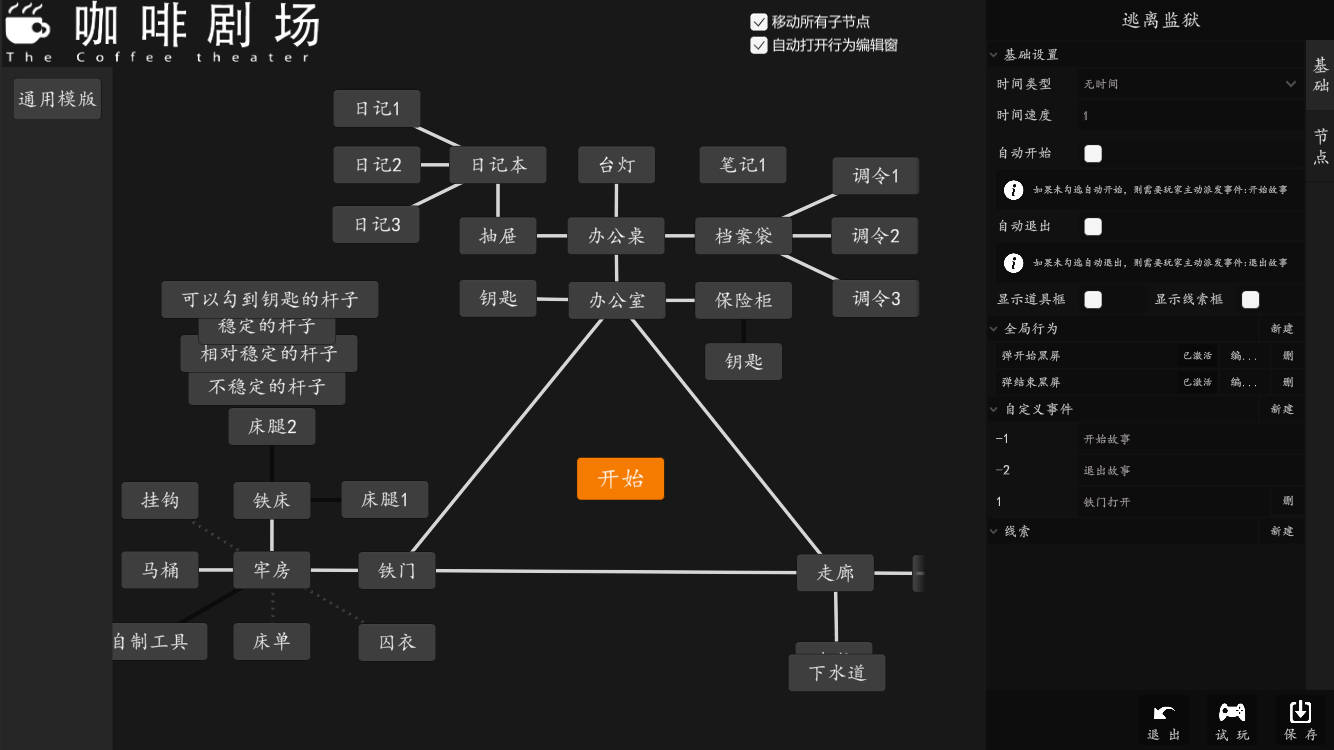 咖啡剧场
The Coffee theater
移动所有子节点
自动打开行为编辑窗
通用模版
日记1
日记2
日记本
台灯
笔记1
调令1
日记3
抽屉
办公桌
档案袋
调令2
可以勾到钥匙的杆子
钥匙
办公室
保险柜
调令3
稳定的杆子
相对稳定的杆子
钥匙
不稳定的杆子
床腿2
开始
挂钩
铁床
床腿1
马桶
牢房
铁门
走廊
自制工具
床单
囚衣
下水道
逃离监狱
基础
节点
基础设置
时间类型 无时间
时间速度 1
自动开始
如果未勾选自动开始，则需要玩家主动派发事件:开始故事
自动退出
如果未勾选自动退出，则需要玩家主动派发事件:退出故事
显示道具框 显示线索框
全局行为 新建
弹开始黑屏 已激活 编... 删
弹结束黑屏 已激活 编... 删
自定义事件 新建
-1 开始故事
-2 退出故事
1 铁门打开 删
线索 新建
退出 试玩 保存